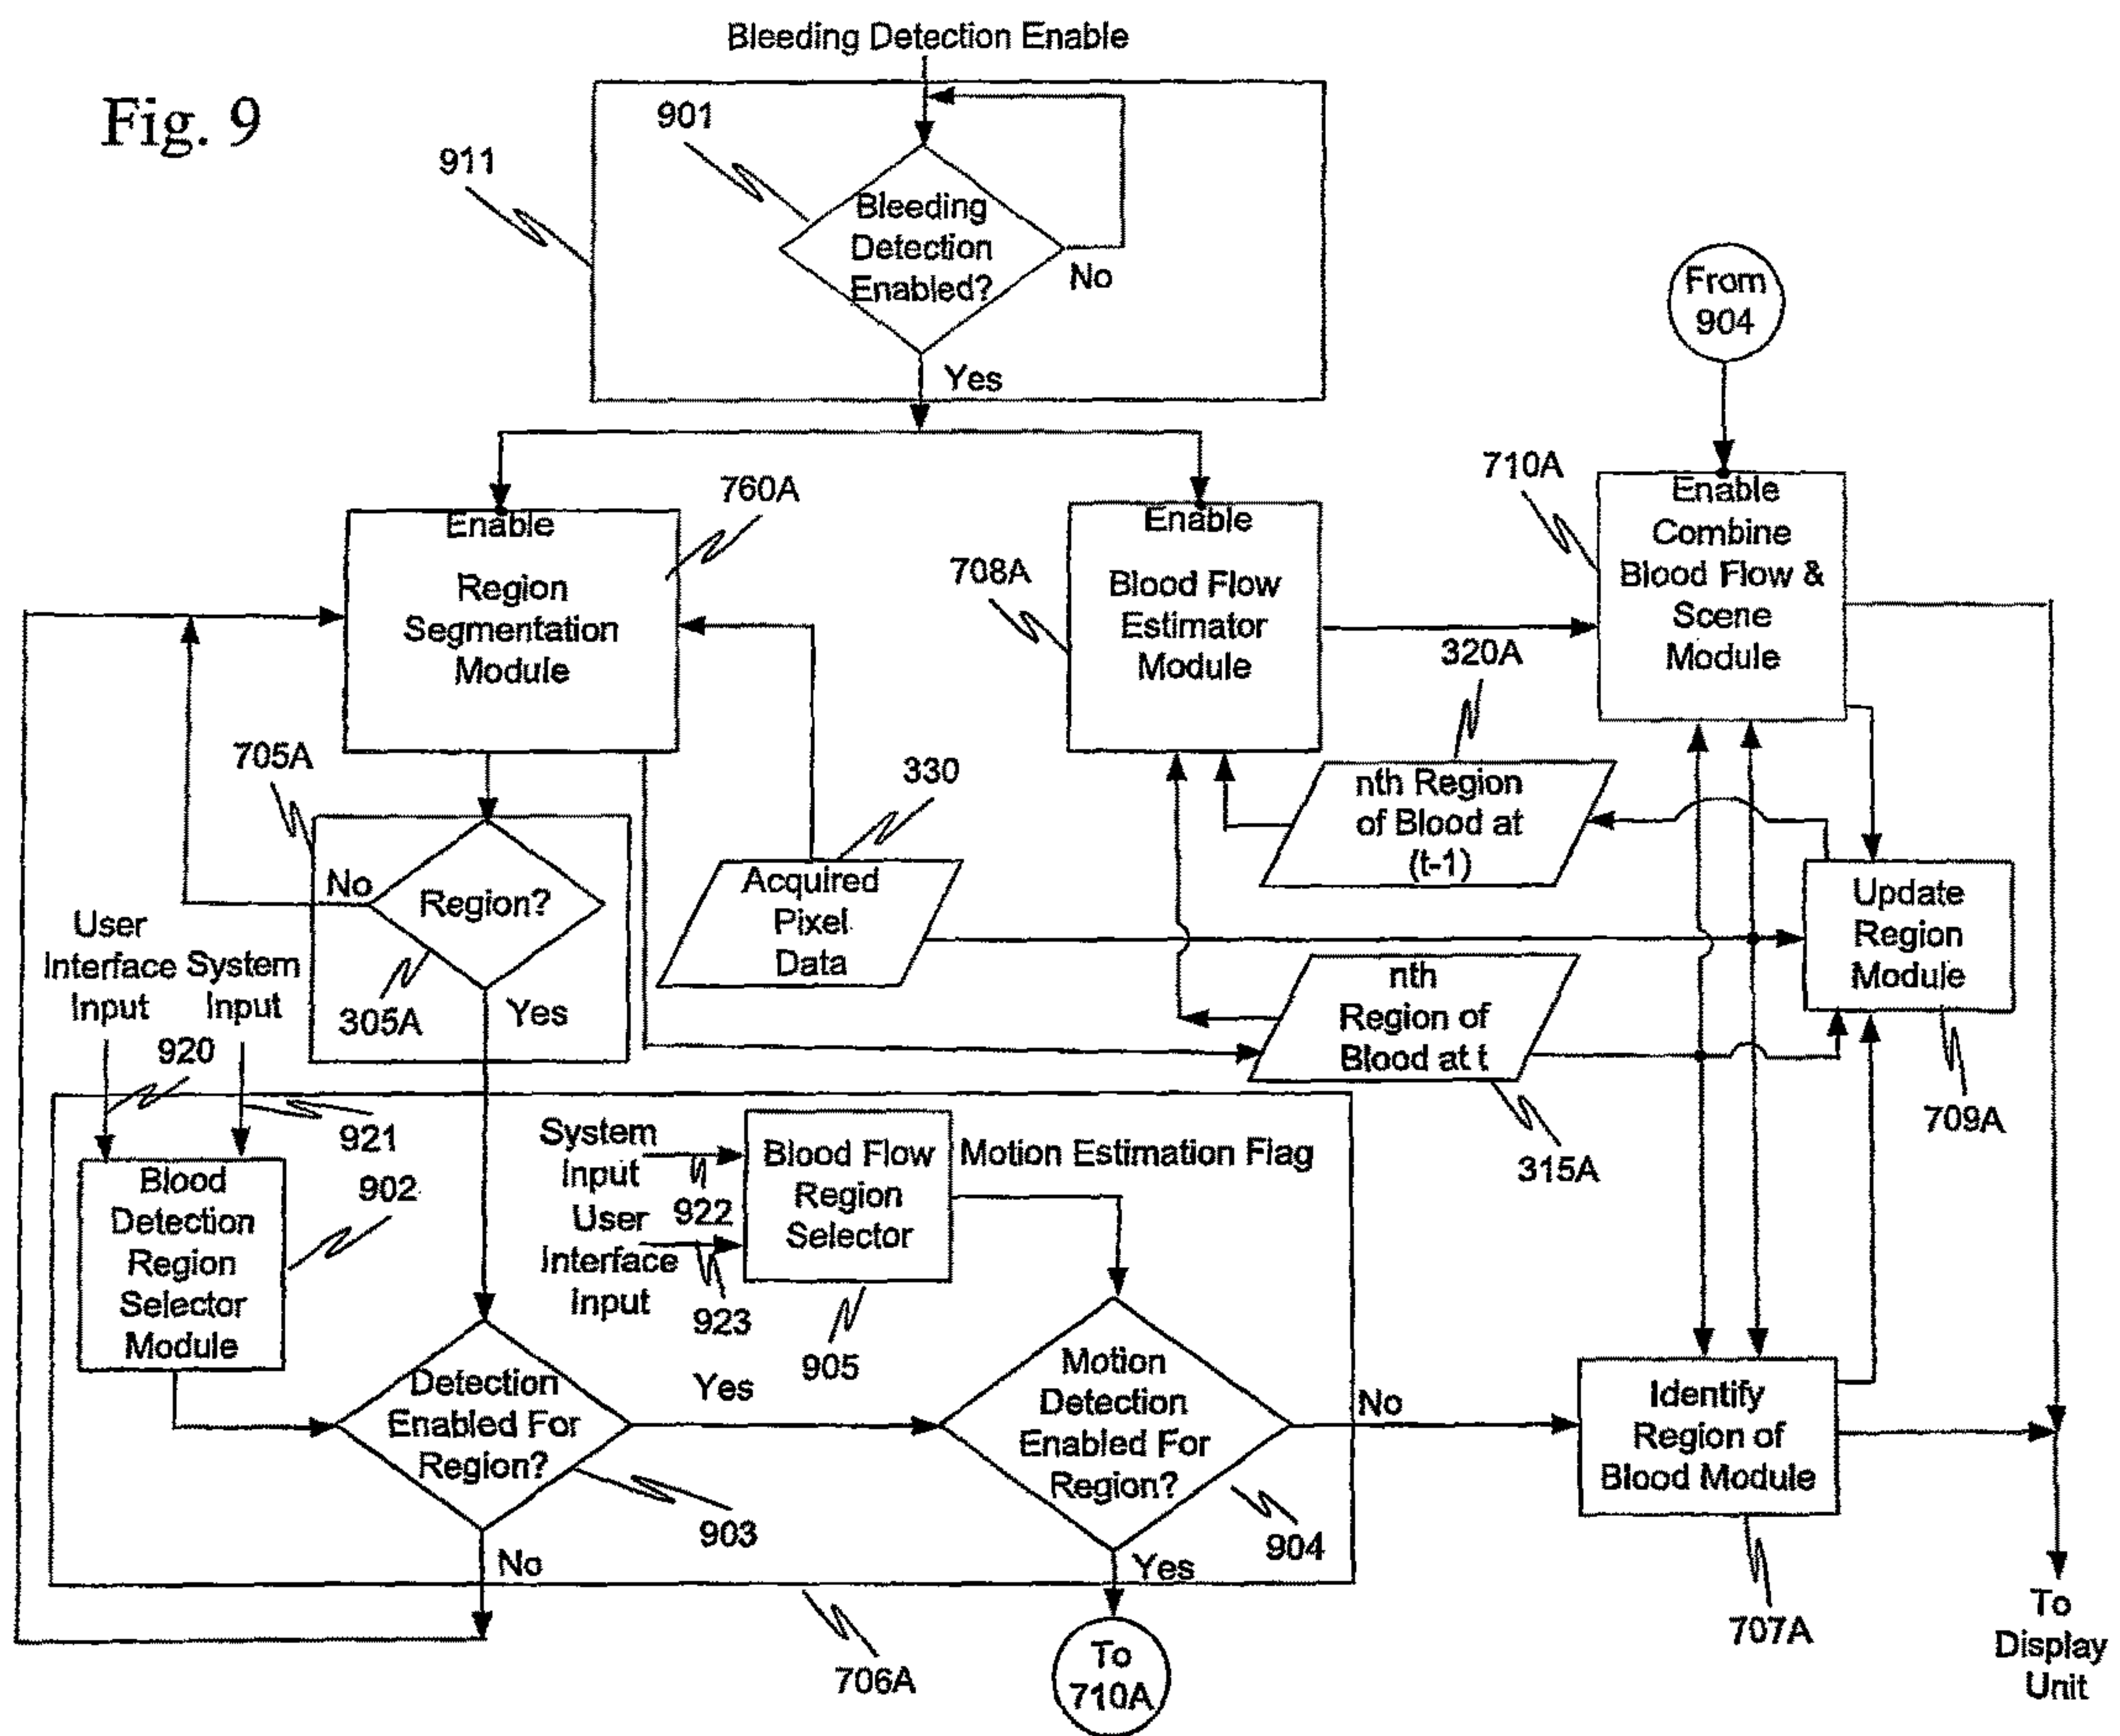 Bleeding Detection Enable
Fig. 9
901
911
Bleeding
Detection
Enabled?
No
Yes
From
904
760A
Enable
Region
Segmentation
Module
708A
Enable
Blood Flow
Estimator
Module
710A
Enable
Combine
Blood Flow &
Scene
Module
320A
nth Region
of Blood at
(t-1)
705A
No
Region?
305A
Yes
330
Acquired
Pixel
Data
Update
Region
Module
709A
nth
Region of
Blood at t
315A
User
Interface
Input
System
Input
920
921
902
Blood
Detection
Region
Selector
Module
System
Input
922
User
Interface
Input
923
Blood Flow
Region
Selector
905
Motion Estimation Flag
Detection
Enabled For
Region?
903
Yes
No
Motion
Detection
Enabled For
Region?
904
No
Yes
706A
To
710A
Identify
Region of
Blood Module
707A
To
Display
Unit